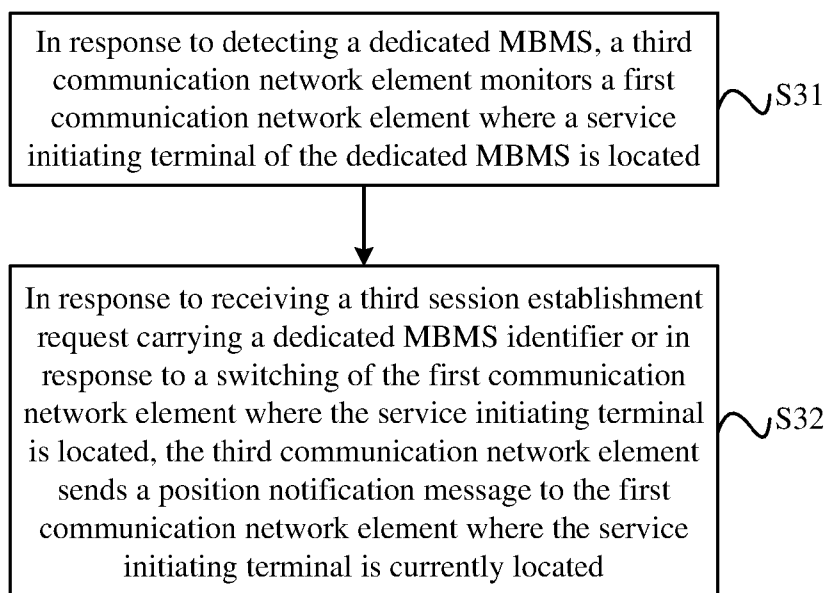 In response to detecting a dedicated MBMS, a third
communication network element monitors a first
communication network element where a service
initiating terminal of the dedicated MBMS is located
S31
In response to receiving a third session establishment
request carrying a dedicated MBMS identifier or in
response to a switching of the first communication
network element where the service initiating terminal
is located, the third communication network element
sends a position notification message to the first
communication network element where the service
initiating terminal is currently located
S32